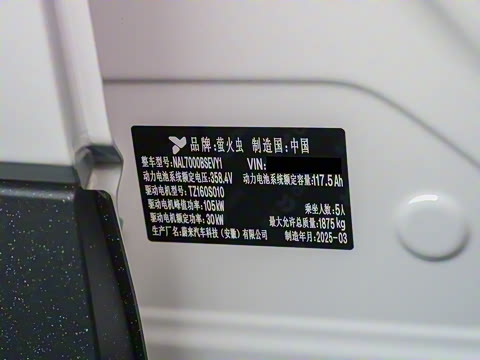 品牌:萤火虫 制造国:中国
整车型号:NAL7000BSEVY1 VIN:
动力电池系统额定电压:358.4V 动力电池系统额定容量:117.5Ah
驱动电机型号:TZ160S010
驱动电机峰值功率:105kW 乘坐人数:5人
驱动电机额定功率:30kW 最大允许总质量:1875kg
生产厂名:蔚来汽车科技（安徽）有限公司 制造年月:2025-03